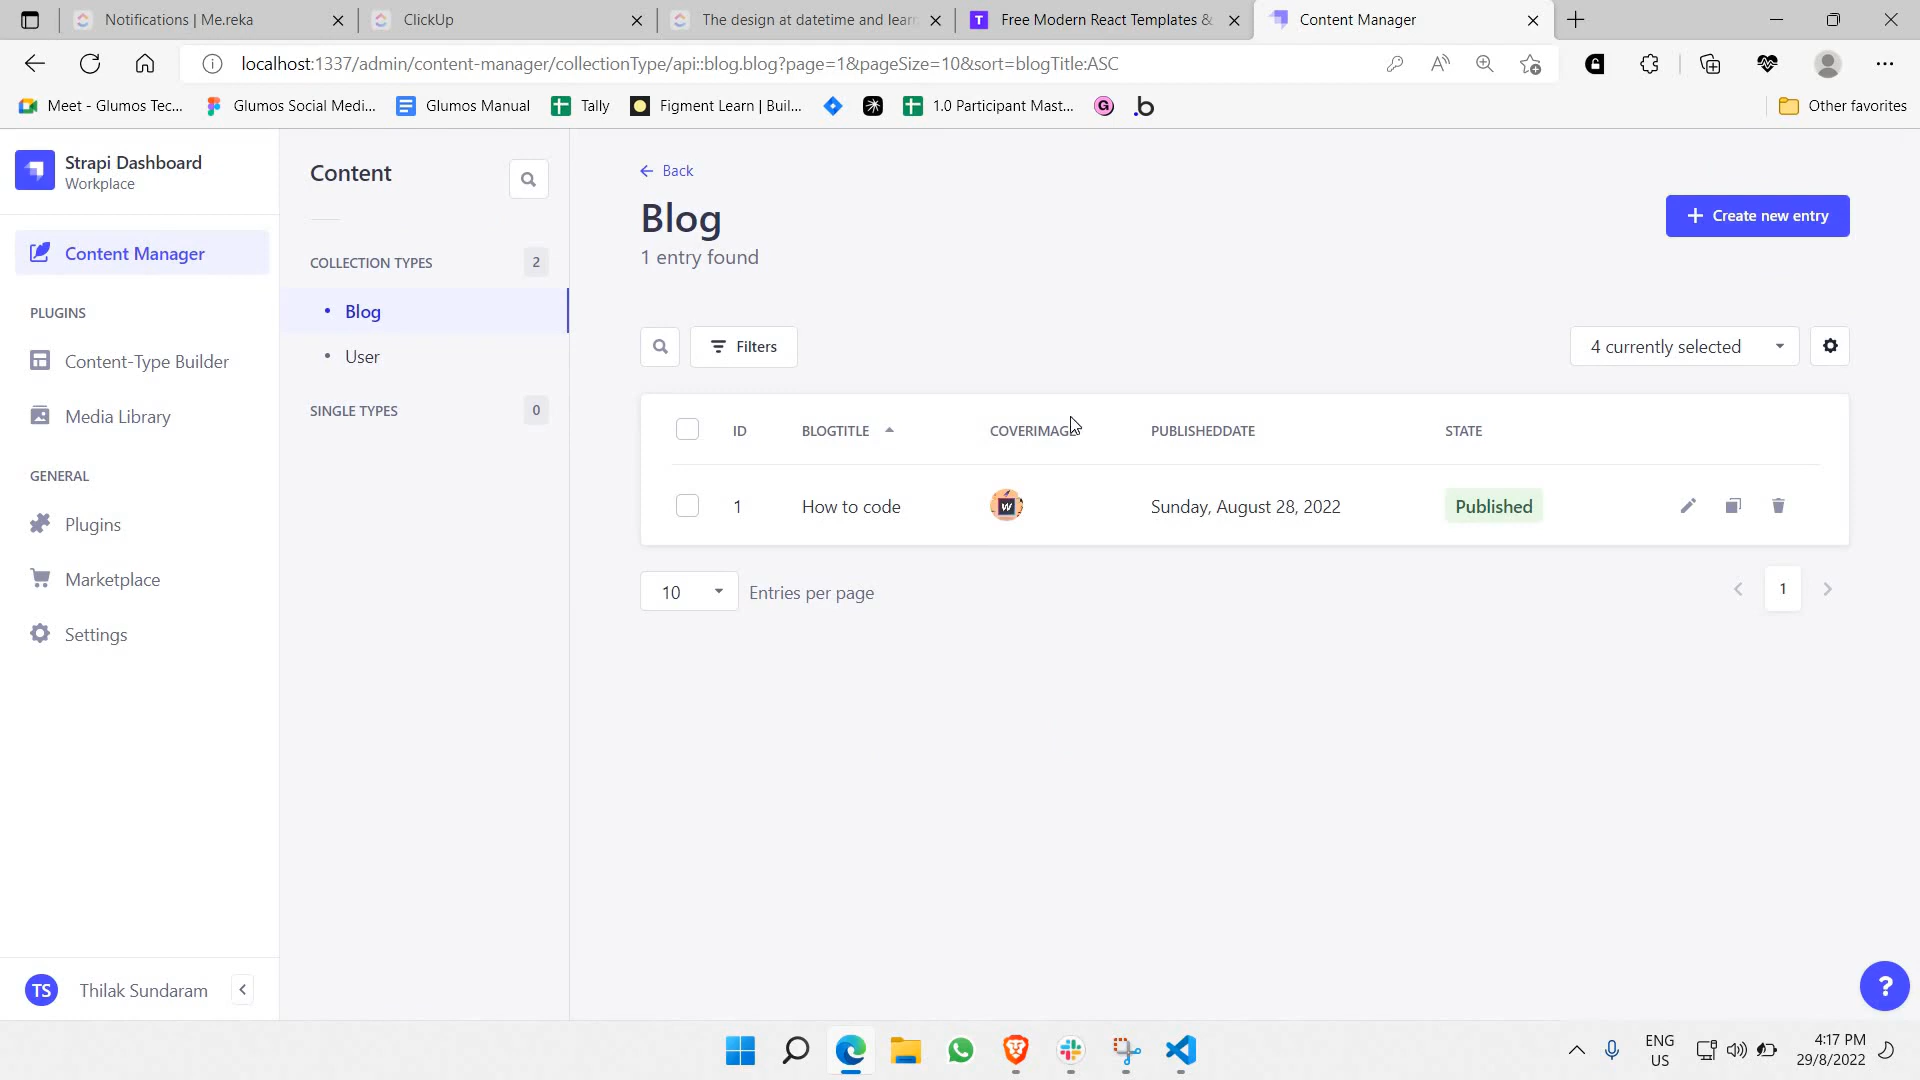 Notifications | Me.reka
ClickUp
The design at datetime and lear
Free Modern React Templates &
Content Manager
localhost:1337/admin/content-manager/collectionType/api::blog.blog?page=1&pageSize=10&sort=blogTitle:ASC
Meet - Glumos Tec...
Glumos Social Medi...
Glumos Manual
Tally
Figment Learn | Buil...
1.0 Participant Mast...
G
.b
Other favorites
Strapi Dashboard
Workplace
Content Manager
PLUGINS
Content-Type Builder
Media Library
GENERAL
Plugins
Marketplace
Settings
TS
Thilak Sundaram
Content
COLLECTION TYPES 2
Blog
User
SINGLE TYPES 0
Back
Blog
1 entry found
Create new entry
Filters
4 currently selected
ID BLOGTITLE COVERIMAGE PUBLISHEDDATE STATE
1 How to code W Sunday, August 28, 2022 Published
10 Entries per page
1
?
ENG
US
4:17 PM
29/8/2022